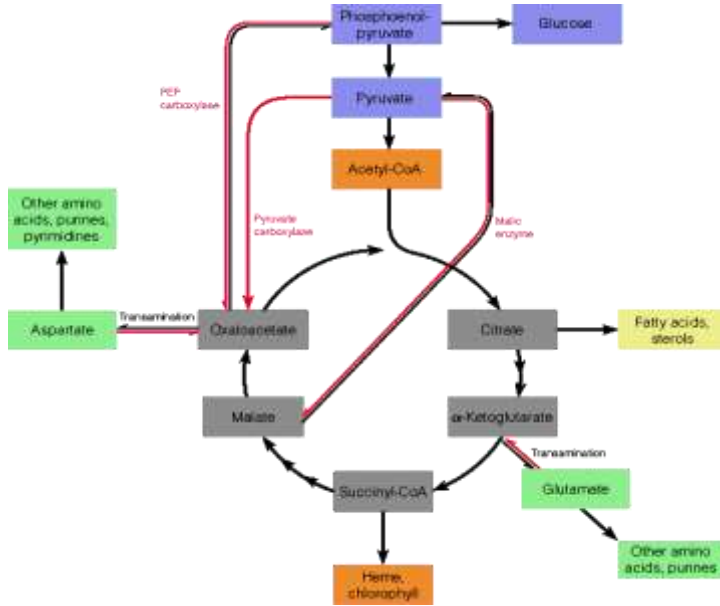 Phosphoenol-
pyruvate
Glucose
PEP
carboxylase
Pyruvate
Acetyl-CoA
Other amino
acids, purines,
pyrimidines
Pyruvate
carboxylase
Malic
enzyme
Transamination
Aspartate
Oxaloacetate
Citrate
Fatty acids,
sterols
Malate
α-Ketoglutarate
Transamination
Succinyl-CoA
Glutamate
Other amino
acids, purines
Heme,
chlorophyll